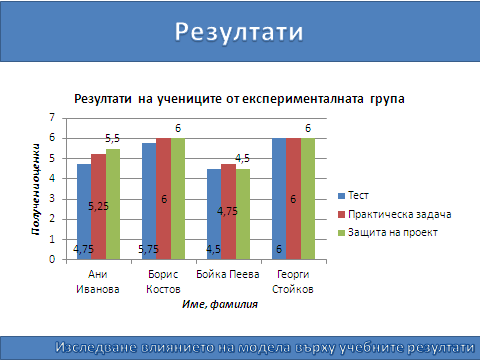 Резултати
Резултати на учениците от експерименталната група
Получени оценки
7
6
5
4
3
2
1
0
4,75
5,25
5,5
5,75
6
6
4,5
4,75
4,5
6
6
6
Ани Иванова
Борис Костов
Бойка Пеева
Георги Стойков
Име, фамилия
Тест
Практическа задача
Защита на проект
Изследване влиянието на модела върху учебните резултати